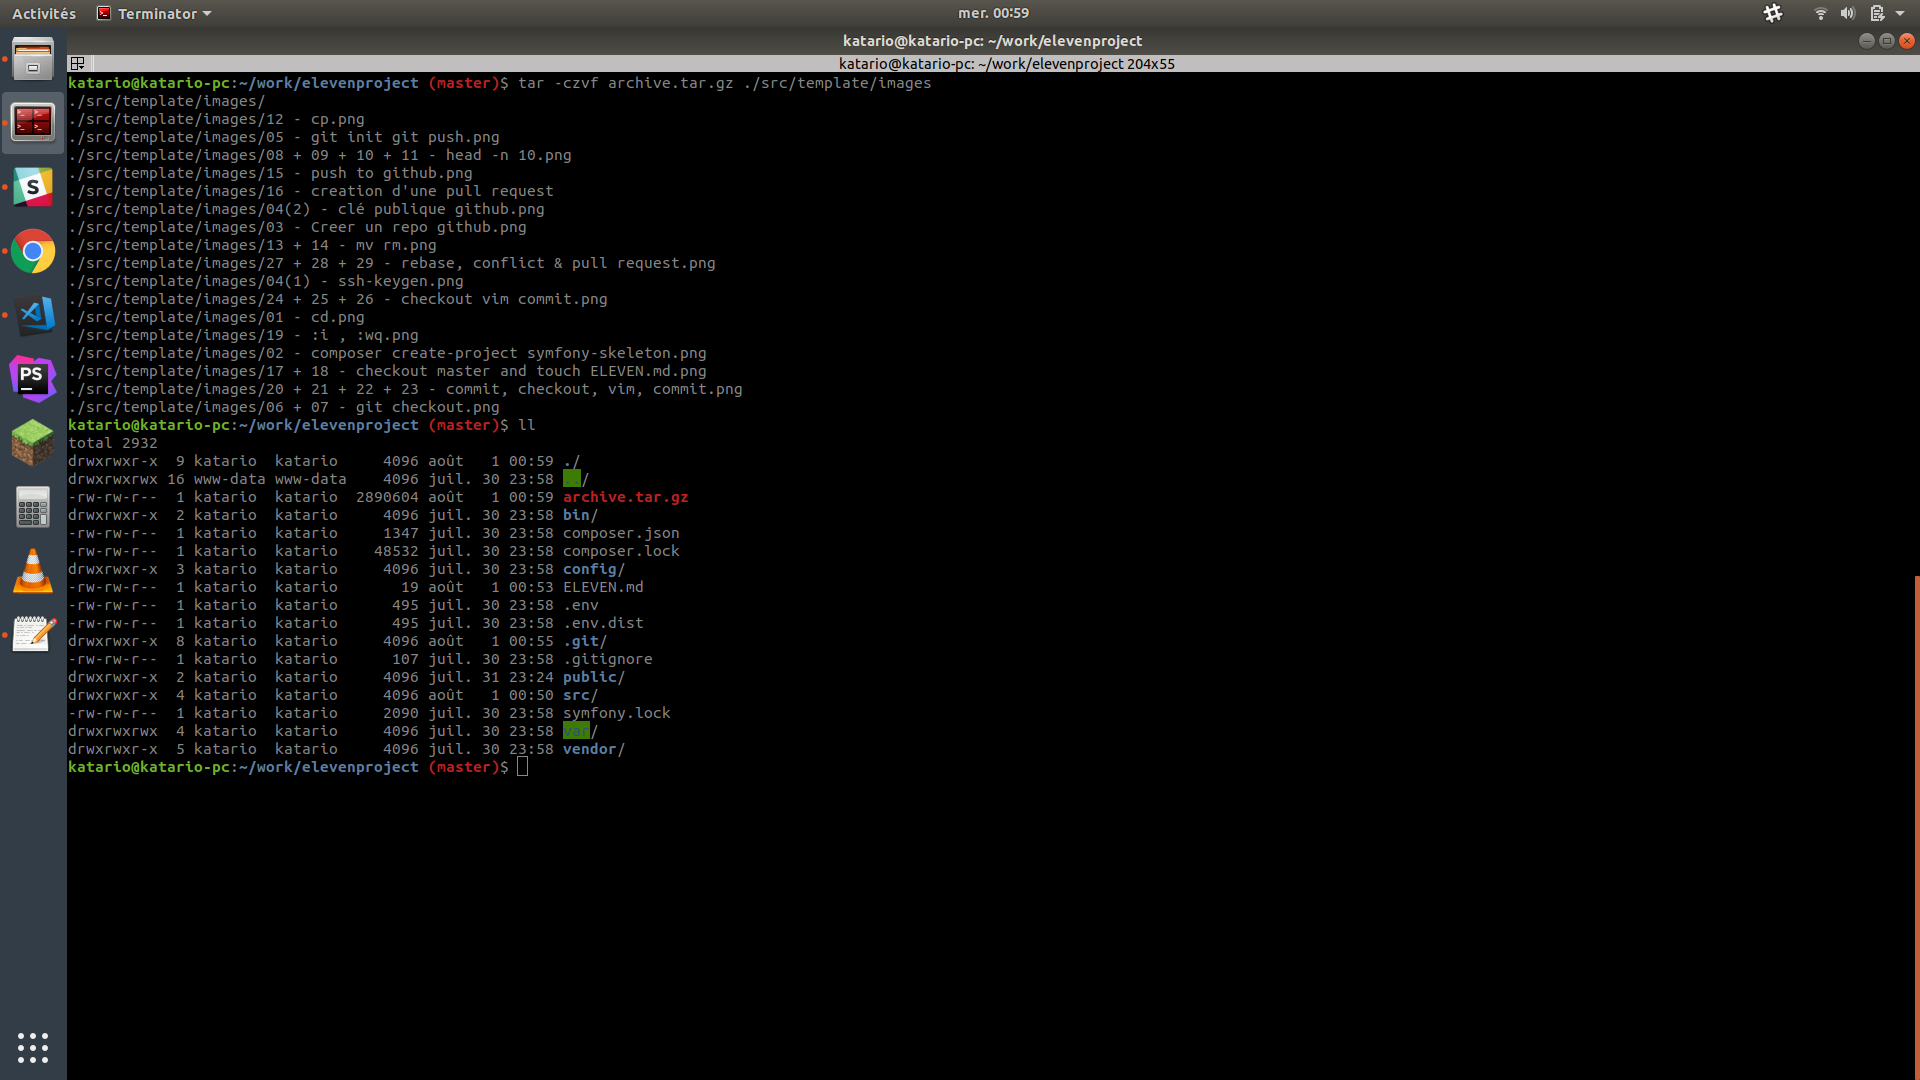 Activités Terminator mer. 00:59
katario@katario-pc: ~/work/elevenproject
katario@katario-pc: ~/work/elevenproject 204x55
katario@katario-pc:~/work/elevenproject (master)$ tar -czvf archive.tar.gz ./src/template/images
./src/template/images/
./src/template/images/12 - cp.png
./src/template/images/05 - git init git push.png
./src/template/images/08 + 09 + 10 + 11 - head -n 10.png
./src/template/images/15 - push to github.png
./src/template/images/16 - creation d'une pull request
./src/template/images/04(2) - clé publique github.png
./src/template/images/03 - Creer un repo github.png
./src/template/images/13 + 14 - mv rm.png
./src/template/images/27 + 28 + 29 - rebase, conflict & pull request.png
./src/template/images/04(1) - ssh-keygen.png
./src/template/images/24 + 25 + 26 - checkout vim commit.png
./src/template/images/01 - cd.png
./src/template/images/19 - :i , :wq.png
./src/template/images/02 - composer create-project symfony-skeleton.png
./src/template/images/17 + 18 - checkout master and touch ELEVEN.md.png
./src/template/images/20 + 21 + 22 + 23 - commit, checkout, vim, commit.png
./src/template/images/06 + 07 - git checkout.png
katario@katario-pc:~/work/elevenproject (master)$ ll
total 2932
drwxrwxr-x  9 katario  katario     4096 août   1 00:59 ./
drwxrwxrwx 16 www-data www-data    4096 juil. 30 23:58 ../
-rw-rw-r--  1 katario  katario  2890604 août   1 00:59 archive.tar.gz
drwxrwxr-x  2 katario  katario     4096 juil. 30 23:58 bin/
-rw-rw-r--  1 katario  katario     1347 juil. 30 23:58 composer.json
-rw-rw-r--  1 katario  katario    48532 juil. 30 23:58 composer.lock
drwxrwxr-x  3 katario  katario     4096 juil. 30 23:58 config/
-rw-rw-r--  1 katario  katario       19 août   1 00:53 ELEVEN.md
-rw-rw-r--  1 katario  katario      495 juil. 30 23:58 .env
-rw-rw-r--  1 katario  katario      495 juil. 30 23:58 .env.dist
drwxrwxr-x  8 katario  katario     4096 août   1 00:55 .git/
-rw-rw-r--  1 katario  katario      107 juil. 30 23:58 .gitignore
drwxrwxr-x  2 katario  katario     4096 juil. 31 23:24 public/
drwxrwxr-x  4 katario  katario     4096 août   1 00:50 src/
-rw-rw-r--  1 katario  katario     2090 juil. 30 23:58 symfony.lock
drwxrwxrwx  4 katario  katario     4096 juil. 30 23:58 var/
drwxrwxr-x  5 katario  katario     4096 juil. 30 23:58 vendor/
katario@katario-pc:~/work/elevenproject (master)$
S
PS